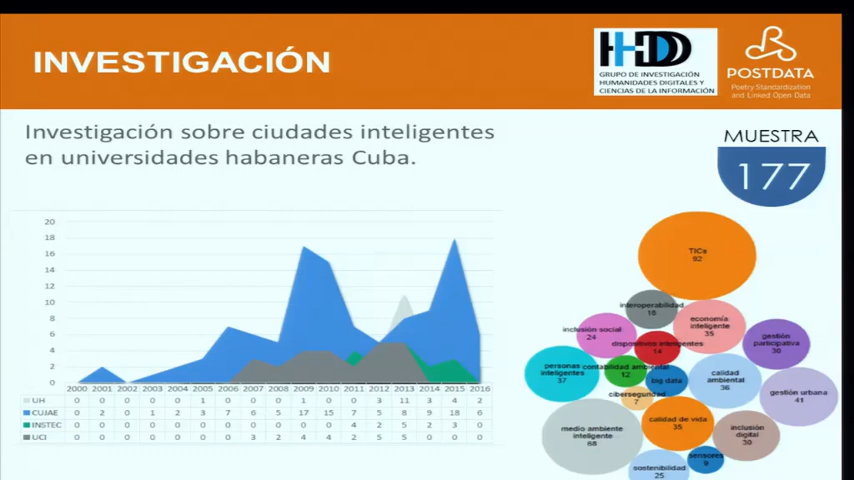 INVESTIGACIÓN
HHDD
GRUPO DE INVESTIGACIÓN
HUMANIDADES DIGITALES Y
CIENCIAS DE LA INFORMACIÓN
POSTDATA
Poetry Standardization
and Linked Open Data
Investigación sobre ciudades inteligentes
en universidades habaneras Cuba.
MUESTRA
177
20
18
16
14
12
10
8
6
4
2
0
2000 2001 2002 2003 2004 2005 2006 2007 2008 2009 2010 2011 2012 2013 2014 2015 2016
UH 0 0 0 0 0 1 0 0 0 1 0 0 3 11 3 4 2
CUJAE 0 2 0 1 2 3 7 6 5 17 15 7 5 8 9 18 6
INSTEC 0 0 0 0 0 0 0 0 0 0 0 4 2 5 2 3 0
UCI 0 0 0 0 0 0 0 3 2 4 4 2 5 5 0 0 0
TICs
92
interoperabilidad
18
economía
inteligente
35
inclusión social
24
gestión
participativa
30
dispositivos inteligentes
14
personas
inteligentes
37
contabilidad ambiental
12
big data
calidad
ambiental
36
gestión urbana
41
ciberseguridad
7
medio ambiente
inteligente
68
calidad de vida
35
inclusión
digital
30
sensores
9
sostenibilidad
25